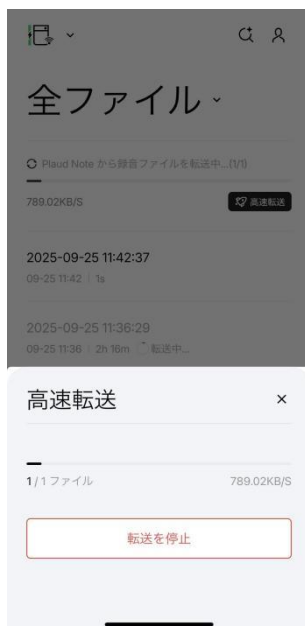 全ファイル
Plaud Note から録音ファイルを転送中...(1/1)
789.02KB/S
高速転送
2025-09-25 11:42:37
09-25 11:42 | 1s
2025-09-25 11:36:29
09-25 11:36 | 2h 16m 転送中...
高速転送
1 / 1 ファイル
789.02KB/S
転送を停止